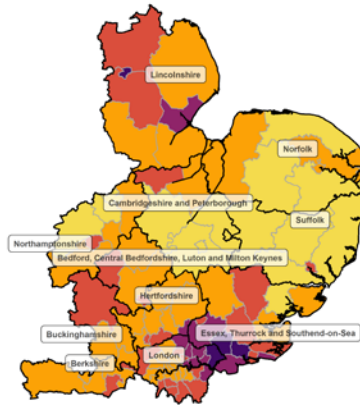 Lincolnshire
Norfolk
Cambridgeshire and Peterborough
Suffolk
Northamptonshire
Bedford, Central Bedfordshire, Luton and Milton Keynes
Hertfordshire
Buckinghamshire
Essex, Thurrock and Southend-on-Sea
London
Berkshire